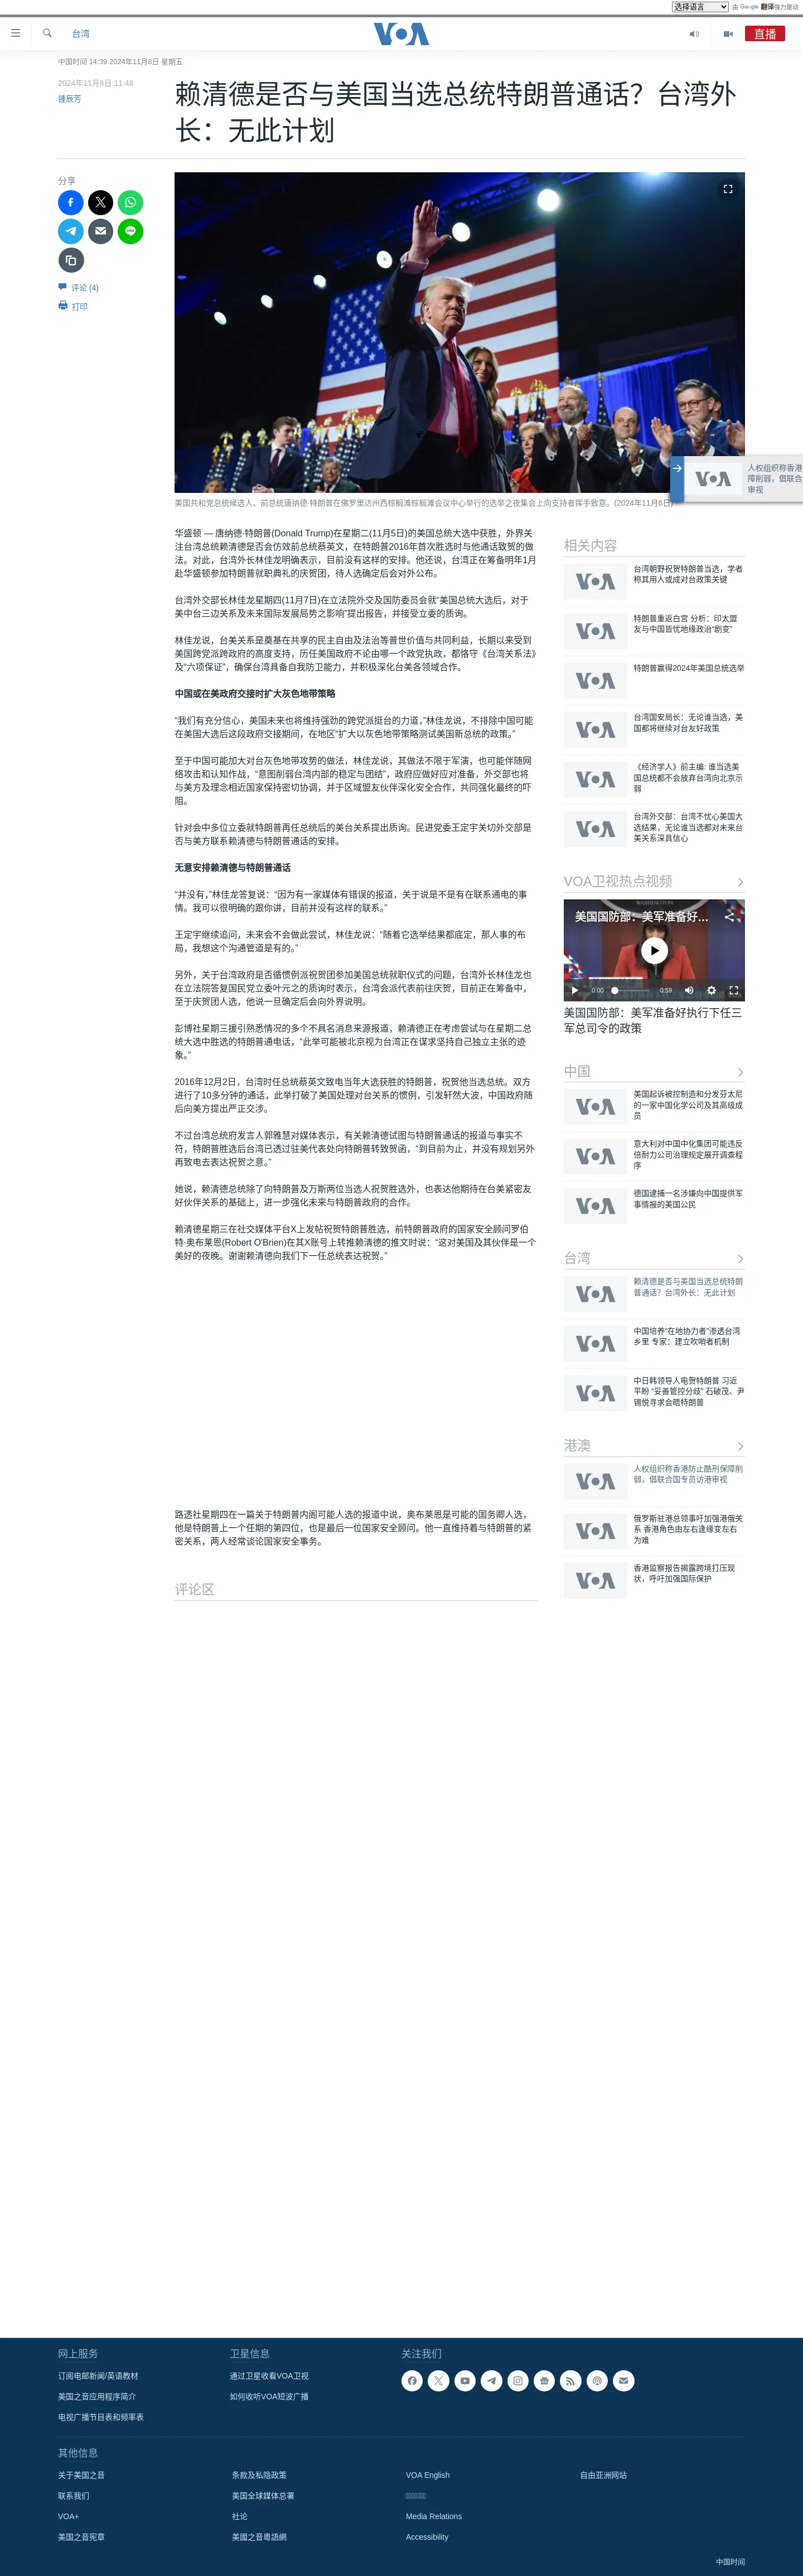 选择语言 由 Google 翻译强力驱动
台湾
VOA
直播
中国时间 14:39 2024年11月8日 星期五
2024年11月8日 11:48
锺辰芳
赖清德是否与美国当选总统特朗普通话？台湾外
长：无此计划
分享
评论 (4)
打印
美国共和党总统候选人、前总统唐纳德·特朗普在佛罗里达州西棕榈滩棕榈滩会议中心举行的选举之夜集会上向支持者挥手致意。(2024年11月6日)
VOA
人权组织称香港
障削弱，倡联合
审视
华盛顿 — 唐纳德·特朗普(Donald Trump)在星期二(11月5日)的美国总统大选中获胜，外界关
注台湾总统赖清德是否会仿效前总统蔡英文，在特朗普2016年首次胜选时与他通话致贺的做
法。对此，台湾外长林佳龙明确表示，目前没有这样的安排。他还说，台湾正在筹备明年1月
赴华盛顿参加特朗普就职典礼的庆贺团，待人选确定后会对外公布。
台湾外交部长林佳龙星期四(11月7日)在立法院外交及国防委员会就“美国总统大选后，对于
美中台三边关系及未来国际发展局势之影响”提出报告，并接受立委的质询。
林佳龙说，台美关系是奠基在共享的民主自由及法治等普世价值与共同利益，长期以来受到
美国跨党派跨政府的高度支持，历任美国政府不论由哪一个政党执政，都恪守《台湾关系法》
及“六项保证”，确保台湾具备自我防卫能力，并积极深化台美各领域合作。
中国或在美政府交接时扩大灰色地带策略
“我们有充分信心，美国未来也将维持强劲的跨党派挺台的力道，”林佳龙说，不排除中国可能
在美国大选后这段政府交接期间，在地区“扩大以灰色地带策略测试美国新总统的政策。”
至于中国可能加大对台灰色地带攻势的做法，林佳龙说，其做法不限于军演，也可能伴随网
络攻击和认知作战，“意图削弱台湾内部的稳定与团结”，政府应做好应对准备，外交部也将
与美方及理念相近国家保持密切协调，并于区域盟友伙伴深化安全合作，共同强化最终的吓
阻。
针对会中多位立委就特朗普再任总统后的美台关系提出质询。民进党委王定宇关切外交部是
否与美方联系赖清德与特朗普通话的安排。
无意安排赖清德与特朗普通话
“并没有，”林佳龙答复说：“因为有一家媒体有错误的报道，关于说是不是有在联系通电的事
情。我可以很明确的跟你讲，目前并没有这样的联系。”
王定宇继续追问，未来会不会做此尝试，林佳龙说：“随着它选举结果都底定，那人事的布
局，我想这个沟通管道是有的。”
另外，关于台湾政府是否循惯例派祝贺团参加美国总统就职仪式的问题，台湾外长林佳龙也
在立法院答复国民党立委叶元之的质询时表示，台湾会派代表前往庆贺，目前正在筹备中，
至于庆贺团人选，他说一旦确定后会向外界说明。
彭博社星期三援引熟悉情况的多个不具名消息来源报道，赖清德正在考虑尝试与在星期二总
统大选中胜选的特朗普通电话，“此举可能被北京视为台湾正在谋求坚持自己独立主张的迹
象。”
2016年12月2日，台湾时任总统蔡英文致电当年大选获胜的特朗普，祝贺他当选总统。双方
进行了10多分钟的通话，此举打破了美国处理对台关系的惯例，引发轩然大波，中国政府随
后向美方提出严正交涉。
不过台湾总统府发言人郭雅慧对媒体表示，有关赖清德试图与特朗普通话的报道与事实不
符，特朗普胜选后台湾已透过驻美代表处向特朗普转致贺函，“到目前为止，并没有规划另外
再致电去表达祝贺之意。”
她说，赖清德总统除了向特朗普及万斯两位当选人祝贺胜选外，也表达他期待在台美紧密友
好伙伴关系的基础上，进一步强化未来与特朗普政府的合作。
赖清德星期三在社交媒体平台X上发帖祝贺特朗普胜选，前特朗普政府的国家安全顾问罗伯
特·奥布莱恩(Robert O'Brien)在其X账号上转推赖清德的推文时说：“这对美国及其伙伴是一个
美好的夜晚。谢谢赖清德向我们下一任总统表达祝贺。”
路透社星期四在一篇关于特朗普内阁可能人选的报道中说，奥布莱恩是可能的国务卿人选，
他是特朗普上一个任期的第四位，也是最后一位国家安全顾问。他一直维持着与特朗普的紧
密关系，两人经常谈论国家安全事务。
评论区
相关内容
VOA
台湾朝野祝贺特朗普当选，学者
称其用人或成对台政策关键
VOA
特朗普重返白宫 分析：印太盟
友与中国皆忧地缘政治“剧变”
VOA
特朗普赢得2024年美国总统选举
VOA
台湾国安局长：无论谁当选，美
国都将继续对台友好政策
VOA
《经济学人》前主编: 谁当选美
国总统都不会放弃台湾向北京示
弱
VOA
台湾外交部：台湾不忧心美国大
选结果，无论谁当选都对未来台
美关系深具信心
VOA卫视热点视频
美国国防部：美军准备好...
0:00
0:59
美国国防部：美军准备好执行下任三
军总司令的政策
中国
VOA
美国起诉被控制造和分发芬太尼
的一家中国化学公司及其高级成
员
VOA
意大利对中国中化集团可能违反
倍耐力公司治理规定展开调查程
序
VOA
德国逮捕一名涉嫌向中国提供军
事情报的美国公民
台湾
VOA
赖清德是否与美国当选总统特朗
普通话？台湾外长：无此计划
VOA
中国培养“在地协力者”渗透台湾
乡里 专家：建立吹哨者机制
VOA
中日韩领导人电贺特朗普 习近
平盼 “妥善管控分歧” 石破茂、尹
锡悦寻求会晤特朗普
港澳
VOA
人权组织称香港防止酷刑保障削
弱，倡联合国专员访港审视
VOA
俄罗斯驻港总领事吁加强港俄关
系 香港角色由左右逢缘变左右
为难
VOA
香港监察报告揭露跨境打压现
状，呼吁加强国际保护
网上服务
订阅电邮新闻/英语教材
美国之音应用程序简介
电视广播节目表和频率表
卫星信息
通过卫星收看VOA卫视
如何收听VOA短波广播
关注我们
其他信息
关于美国之音
联系我们
VOA+
美国之音宪章
条款及私隐政策
美国全球媒体总署
社论
美國之音粵語網
VOA English
Media Relations
Accessibility
自由亚洲网站
中国时间